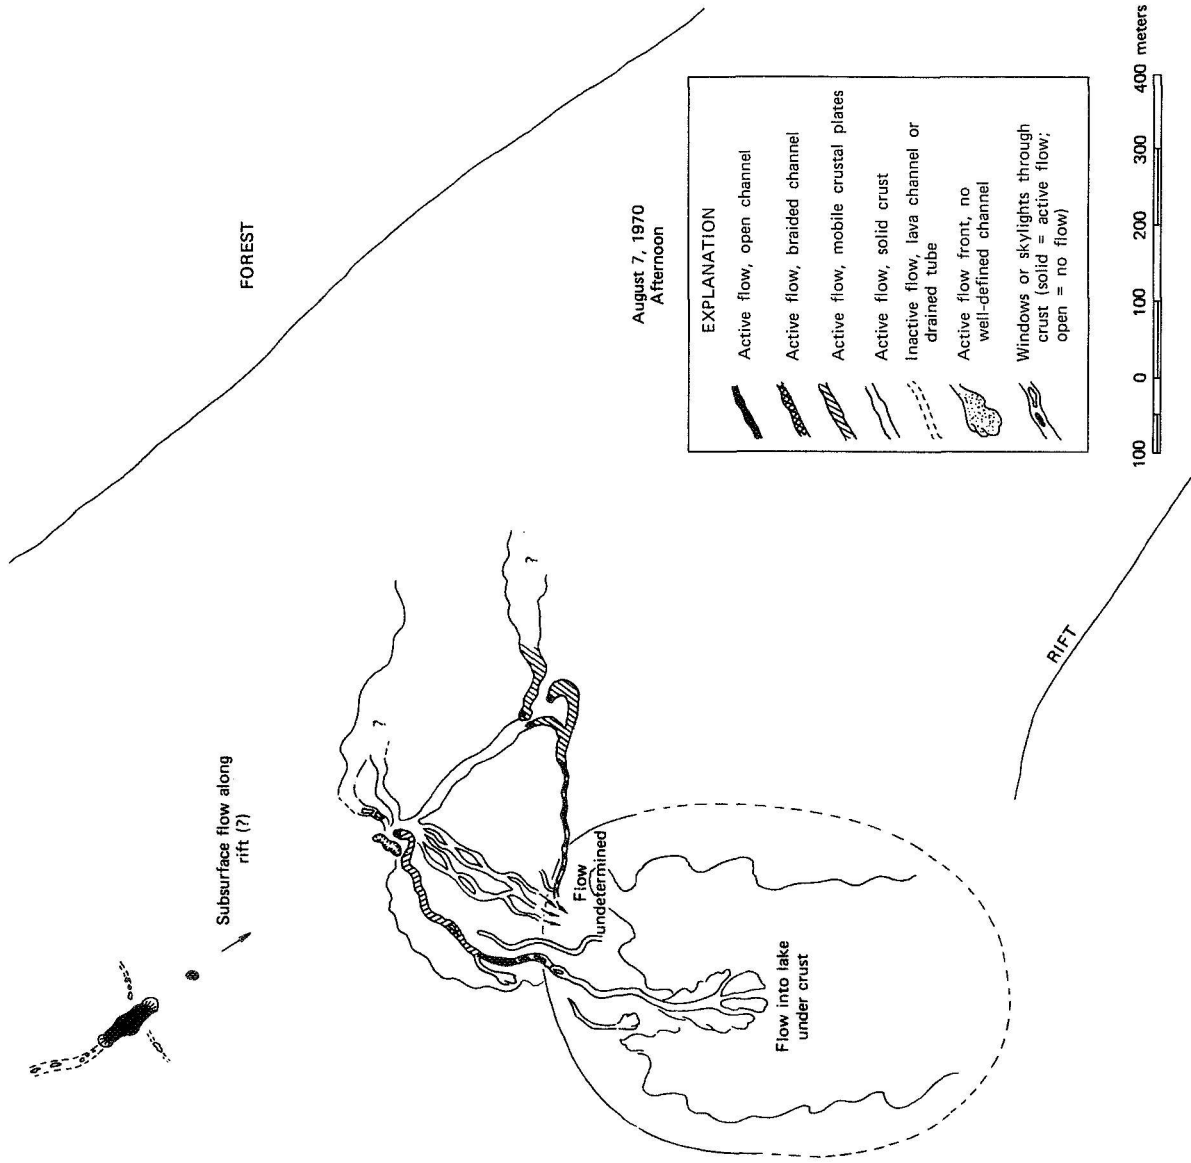 FOREST
Subsurface flow along
rift (?)
August 7, 1970
Afternoon
EXPLANATION
Active flow, open channel
Active flow, braided channel
Active flow, mobile crustal plates
Active flow, solid crust
Inactive flow, lava channel or
drained tube
Active flow front, no
well-defined channel
Windows or skylights through
crust (solid = active flow;
open = no flow)
100 0 100 200 300 400 meters
RIFT
?
?
Flow
undetermined
Flow into lake
under crust